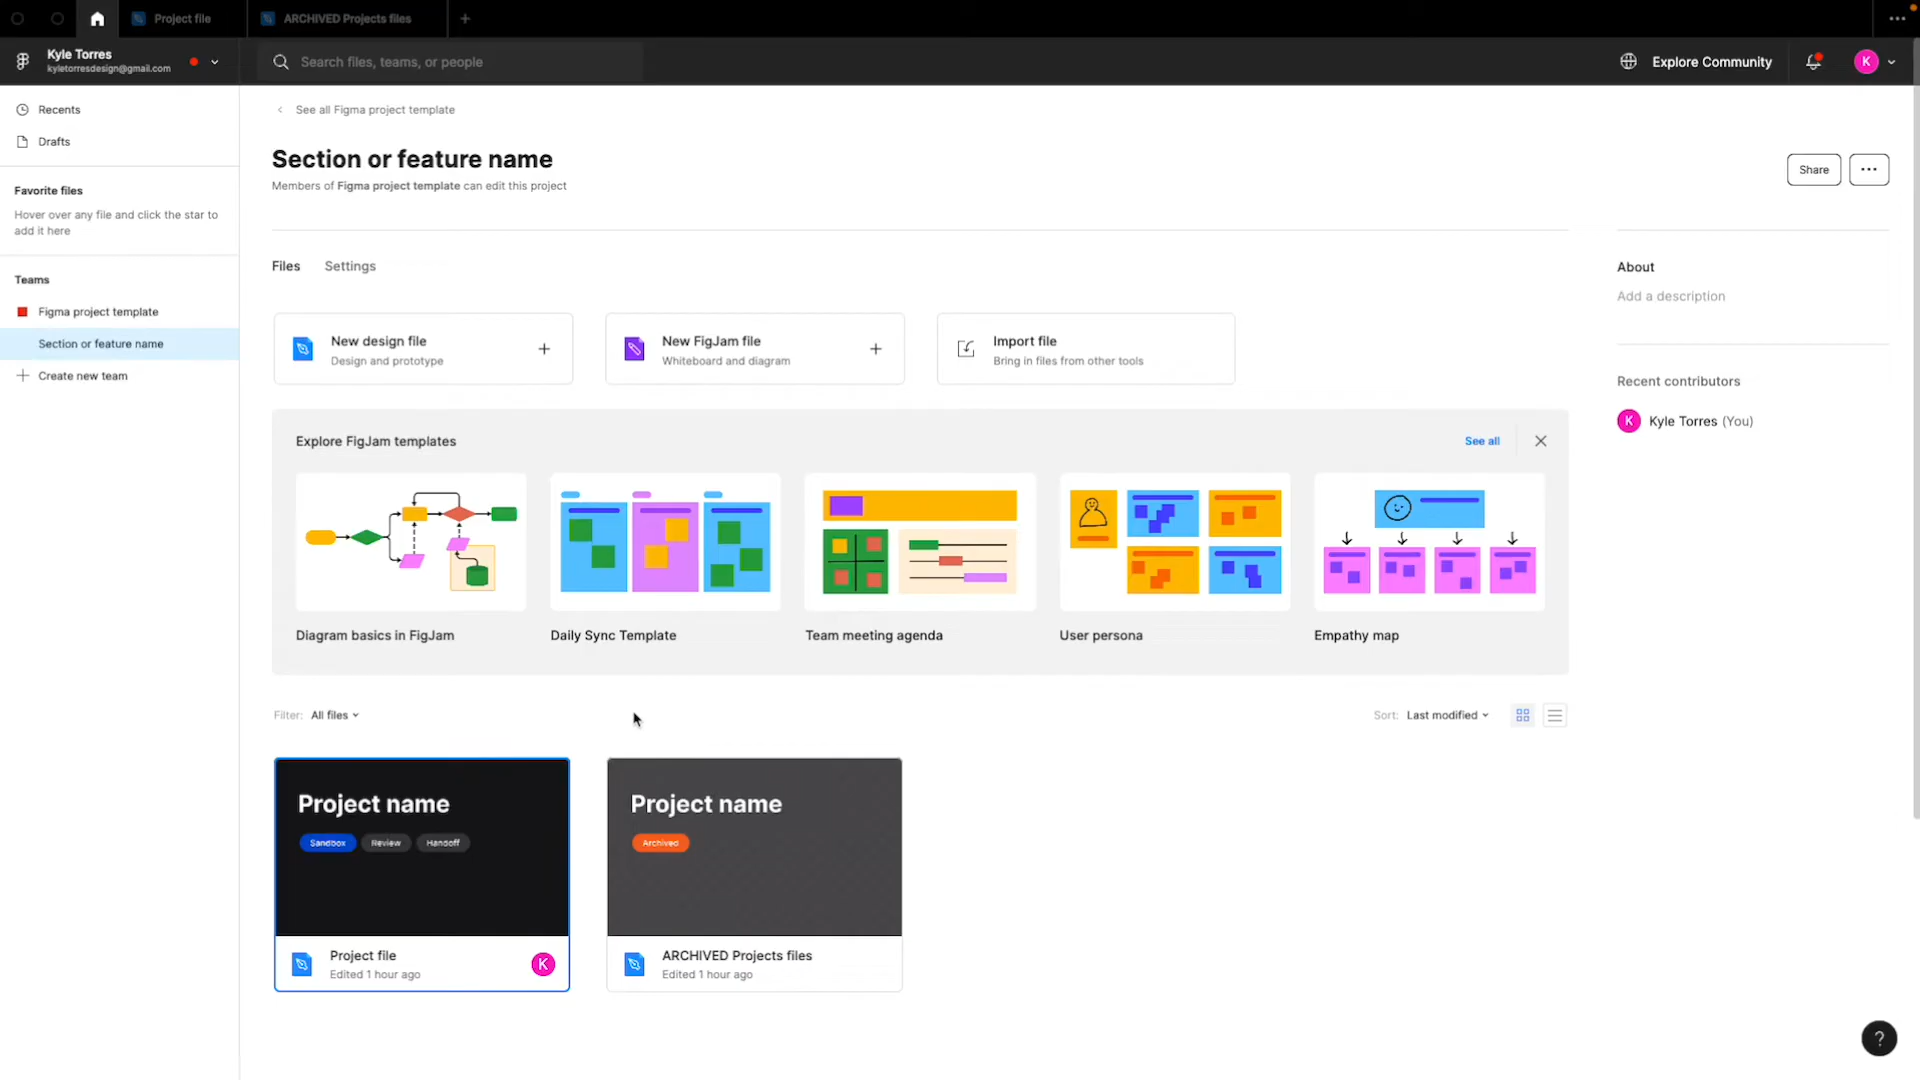 Project file
ARCHIVED Projects files
Kyle Torres
kyletorresdesign@gmail.com
Search files, teams, or people
Explore Community
K
Recents
Drafts
Favorite files
Hover over any file and click the star to
add it here
Teams
Figma project template
Section or feature name
Create new team
See all Figma project template
Section or feature name
Members of Figma project template can edit this project
Share
Files
Settings
New design file
Design and prototype
New FigJam file
Whiteboard and diagram
Import file
Bring in files from other tools
About
Add a description
Recent contributors
K
Kyle Torres (You)
Explore FigJam templates
See all
Diagram basics in FigJam
Daily Sync Template
Team meeting agenda
User persona
Empathy map
Filter: All files
Sort: Last modified
Project name
Sandbox
Review
Handoff
Project file
Edited 1 hour ago
K
Project name
Archived
ARCHIVED Projects files
Edited 1 hour ago
?